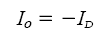 I_O = −I_D